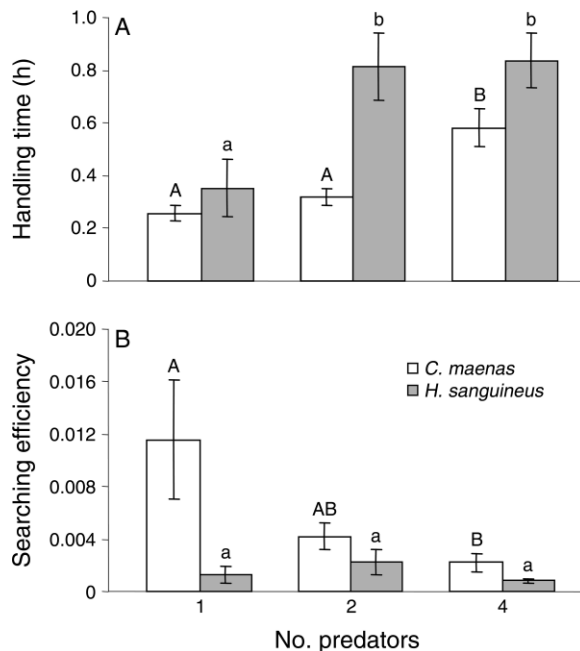 A
Handling time (h)
1.0
0.8
0.6
0.4
0.2
0
A
a
A
b
B
b
B
Searching efficiency
0.020
0.016
0.012
0.008
0.004
0
A
a
AB
a
B
a
C. maenas
H. sanguineus
1
2
4
No. predators